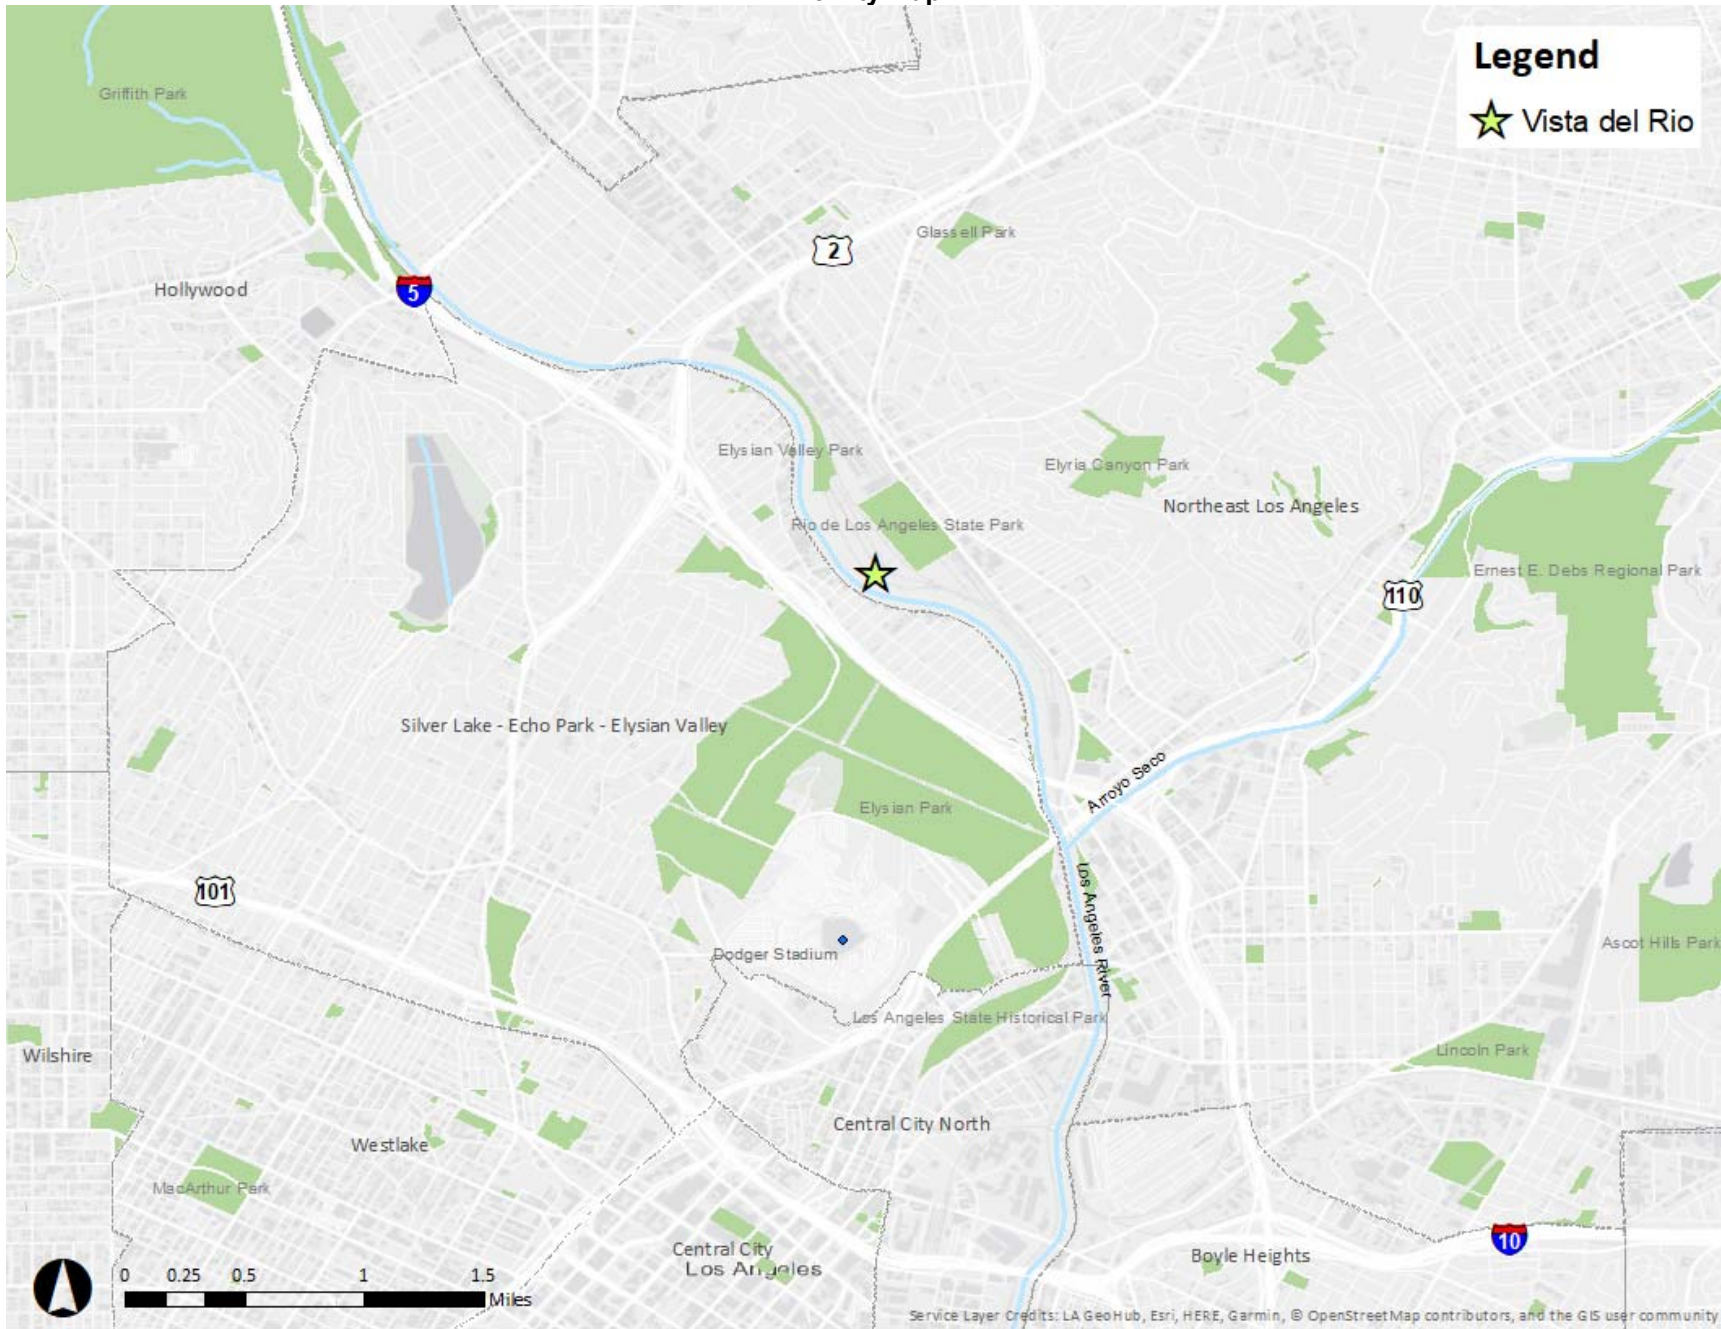 Legend
Vista del Rio
Griffith Park
2
Glassell Park
Hollywood
5
Elysian Valley Park
Elyria Canyon Park
Northeast Los Angeles
Rio de Los Angeles State Park
Ernest E. Debs Regional Park
110
Silver Lake - Echo Park - Elysian Valley
Arroyo Seco
Elysian Park
101
Los Angeles River
Dodger Stadium
Ascot Hills Park
Los Angeles State Historical Park
Wilshire
Lincoln Park
Central City North
Westlake
MacArthur Park
10
Central City
Boyle Heights
Los Angeles
0 0.25 0.5 1 1.5
Miles
Service Layer Credits: LA GeoHub, Esri, HERE, Garmin, © OpenStreetMap contributors, and the GIS user community